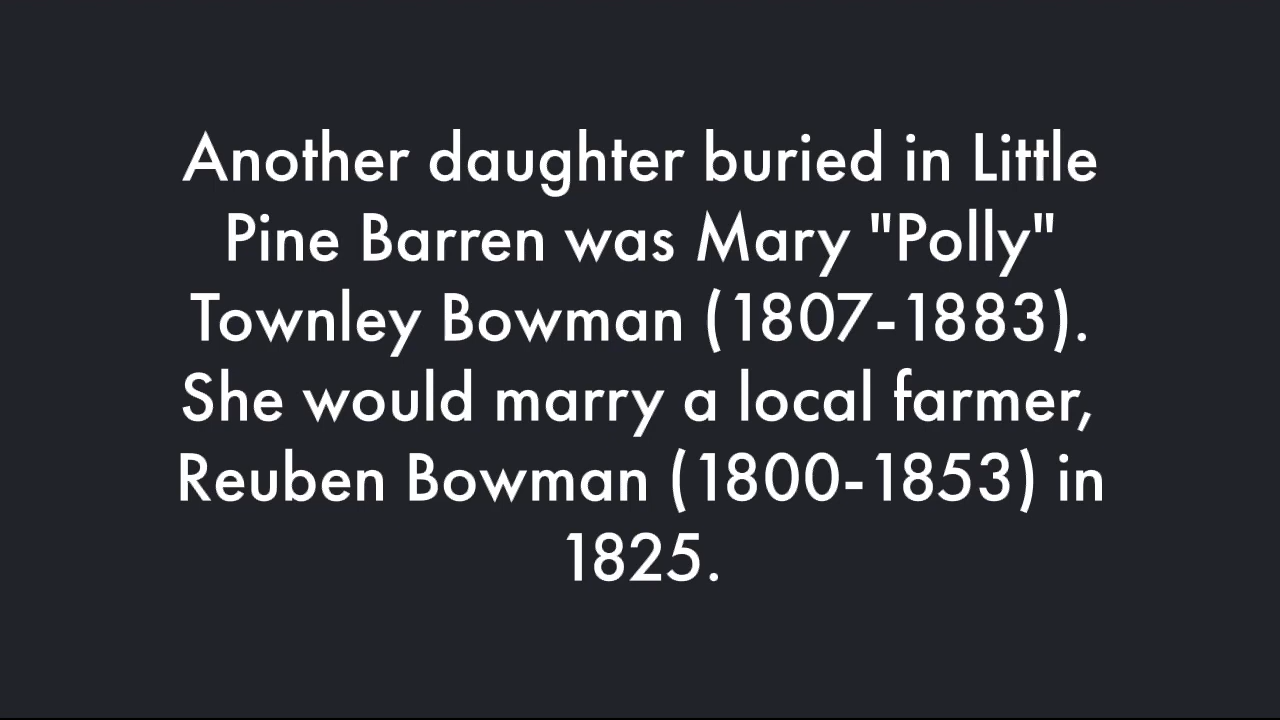 Another daughter buried in Little
Pine Barren was Mary "Polly"
Townley Bowman (1807-1883).
She would marry a local farmer,
Reuben Bowman (1800-1853) in
1825.